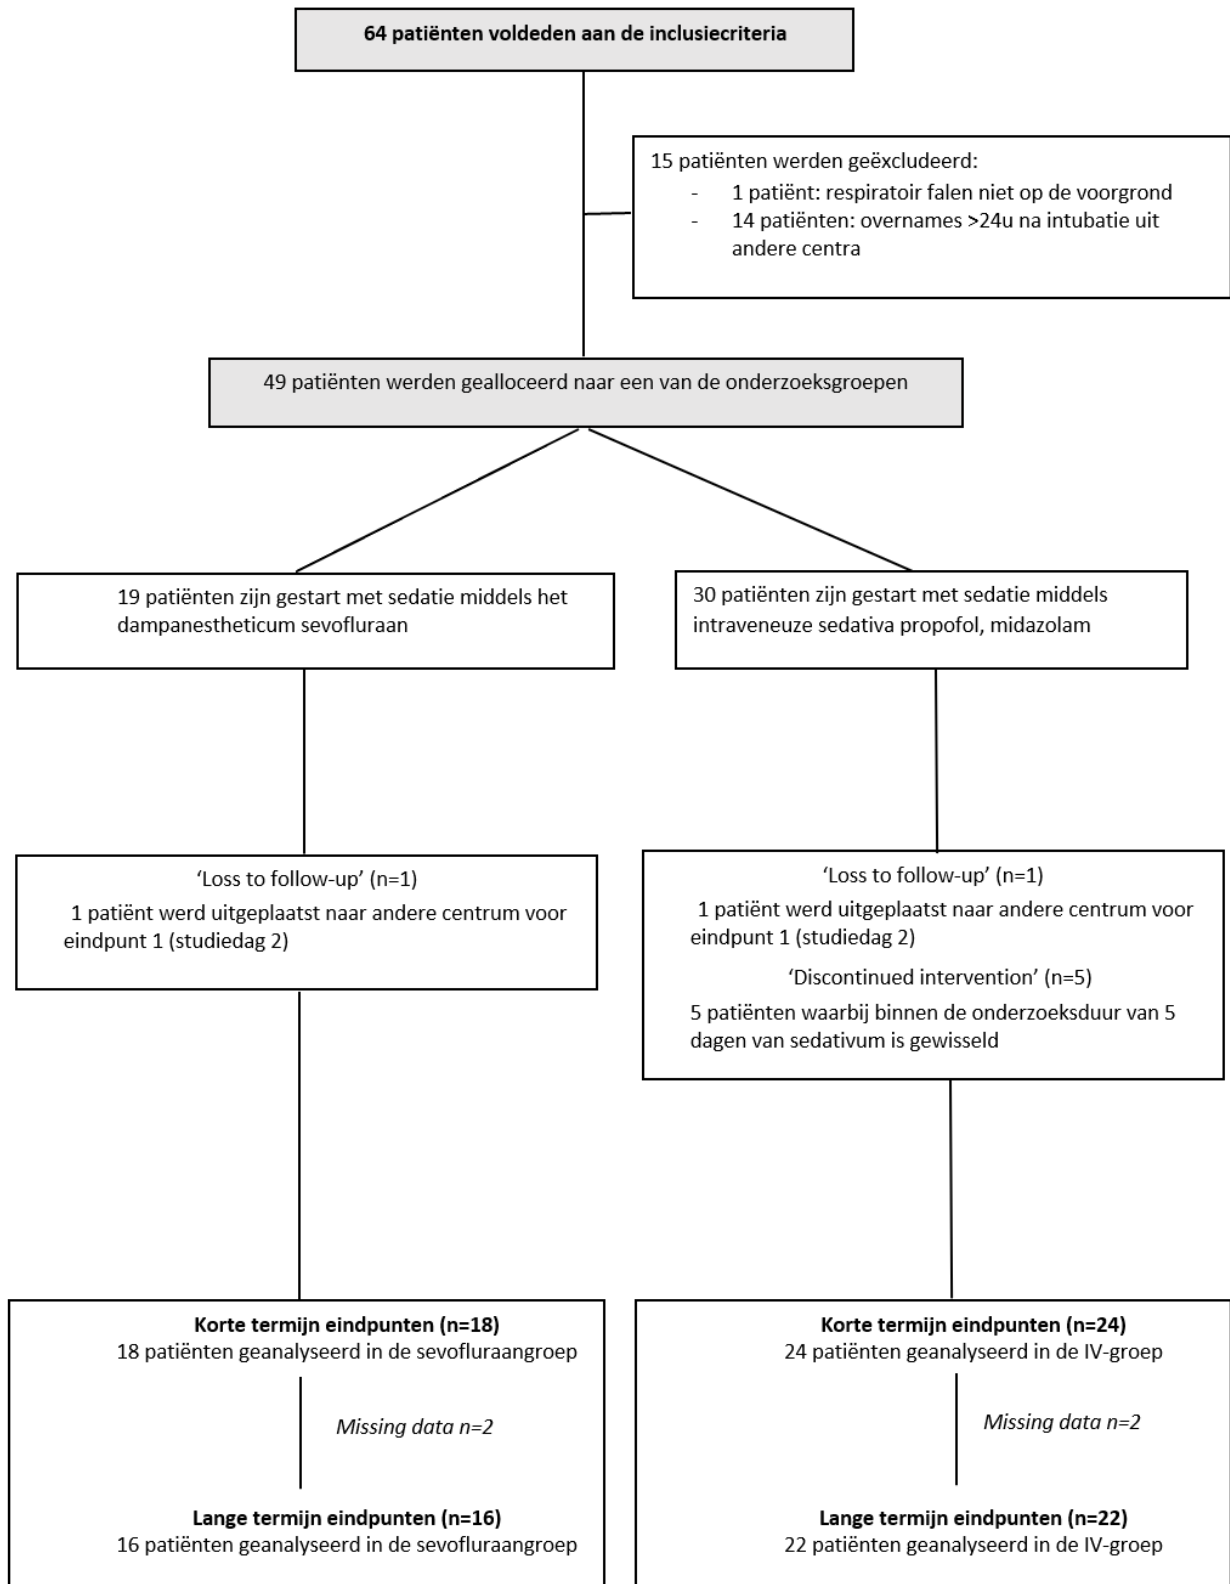 64 patiënten voldeden aan de inclusiecriteria
15 patiënten werden geëxcludeerd:
- 1 patiënt: respiratoir falen niet op de voorgrond
- 14 patiënten: overnames >24u na intubatie uit
andere centra
49 patiënten werden gealloceerd naar een van de onderzoeksgroepen
19 patiënten zijn gestart met sedatie middels het
dampanestheticum sevofluraan
30 patiënten zijn gestart met sedatie middels
intraveneuze sedativa propofol, midazolam
‘Loss to follow-up’ (n=1)
1 patiënt werd uitgeplaatst naar andere centrum voor
eindpunt 1 (studiedag 2)
‘Loss to follow-up’ (n=1)
1 patiënt werd uitgeplaatst naar andere centrum voor
eindpunt 1 (studiedag 2)
‘Discontinued intervention’ (n=5)
5 patiënten waarbij binnen de onderzoeksduur van 5
dagen van sedativum is gewisseld
Korte termijn eindpunten (n=18)
18 patiënten geanalyseerd in de sevofluraangroep
Missing data n=2
Lange termijn eindpunten (n=16)
16 patiënten geanalyseerd in de sevofluraangroep
Korte termijn eindpunten (n=24)
24 patiënten geanalyseerd in de IV-groep
Missing data n=2
Lange termijn eindpunten (n=22)
22 patiënten geanalyseerd in de IV-groep